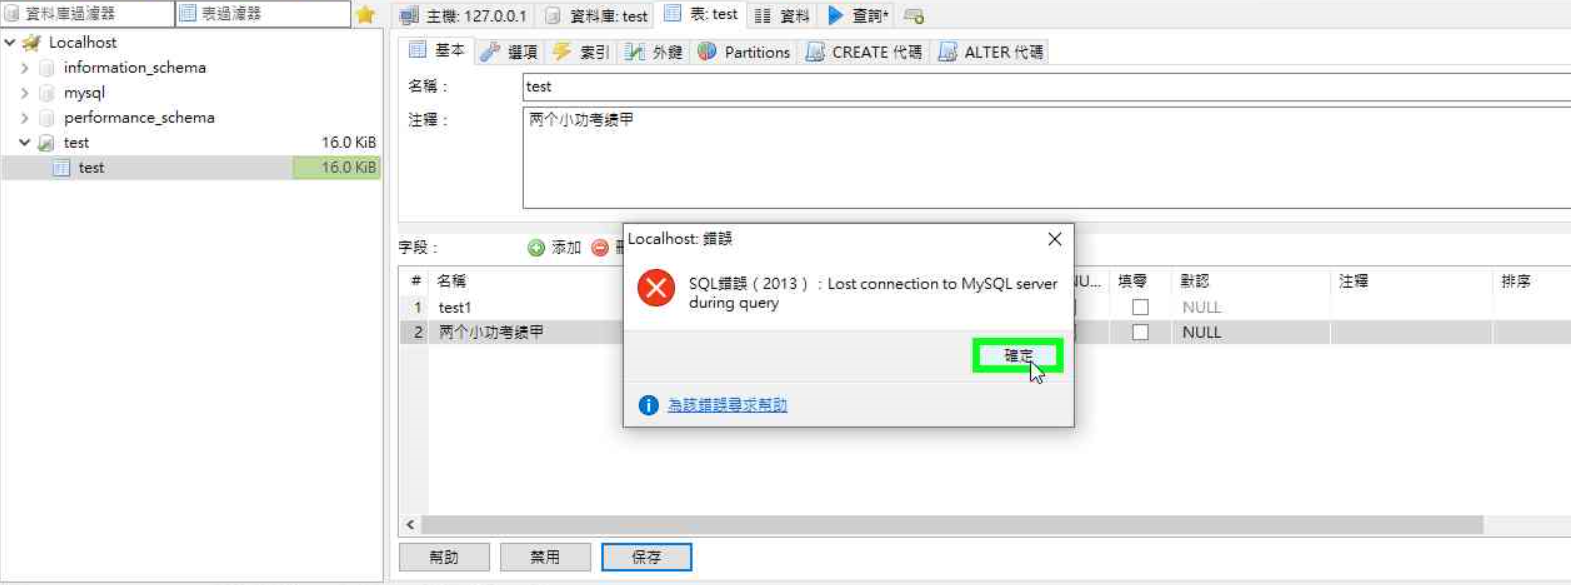 資料庫過濾器
表過濾器
Localhost
information_schema
mysql
performance_schema
test
16.0 KiB
test
16.0 KiB
主機: 127.0.0.1
資料庫: test
表: test
資料
查詢*
基本
選項
索引
外鍵
Partitions
CREATE 代碼
ALTER 代碼
名稱：
test
注釋：
两个小功考绩甲
字段：
添加
#
名稱
NU...
填零
默認
注釋
排序
1 test1
NULL
2 两个小功考绩甲
NULL
Localhost: 錯誤
SQL錯誤（2013）：Lost connection to MySQL server
during query
確定
為該錯誤尋求幫助
幫助
禁用
保存